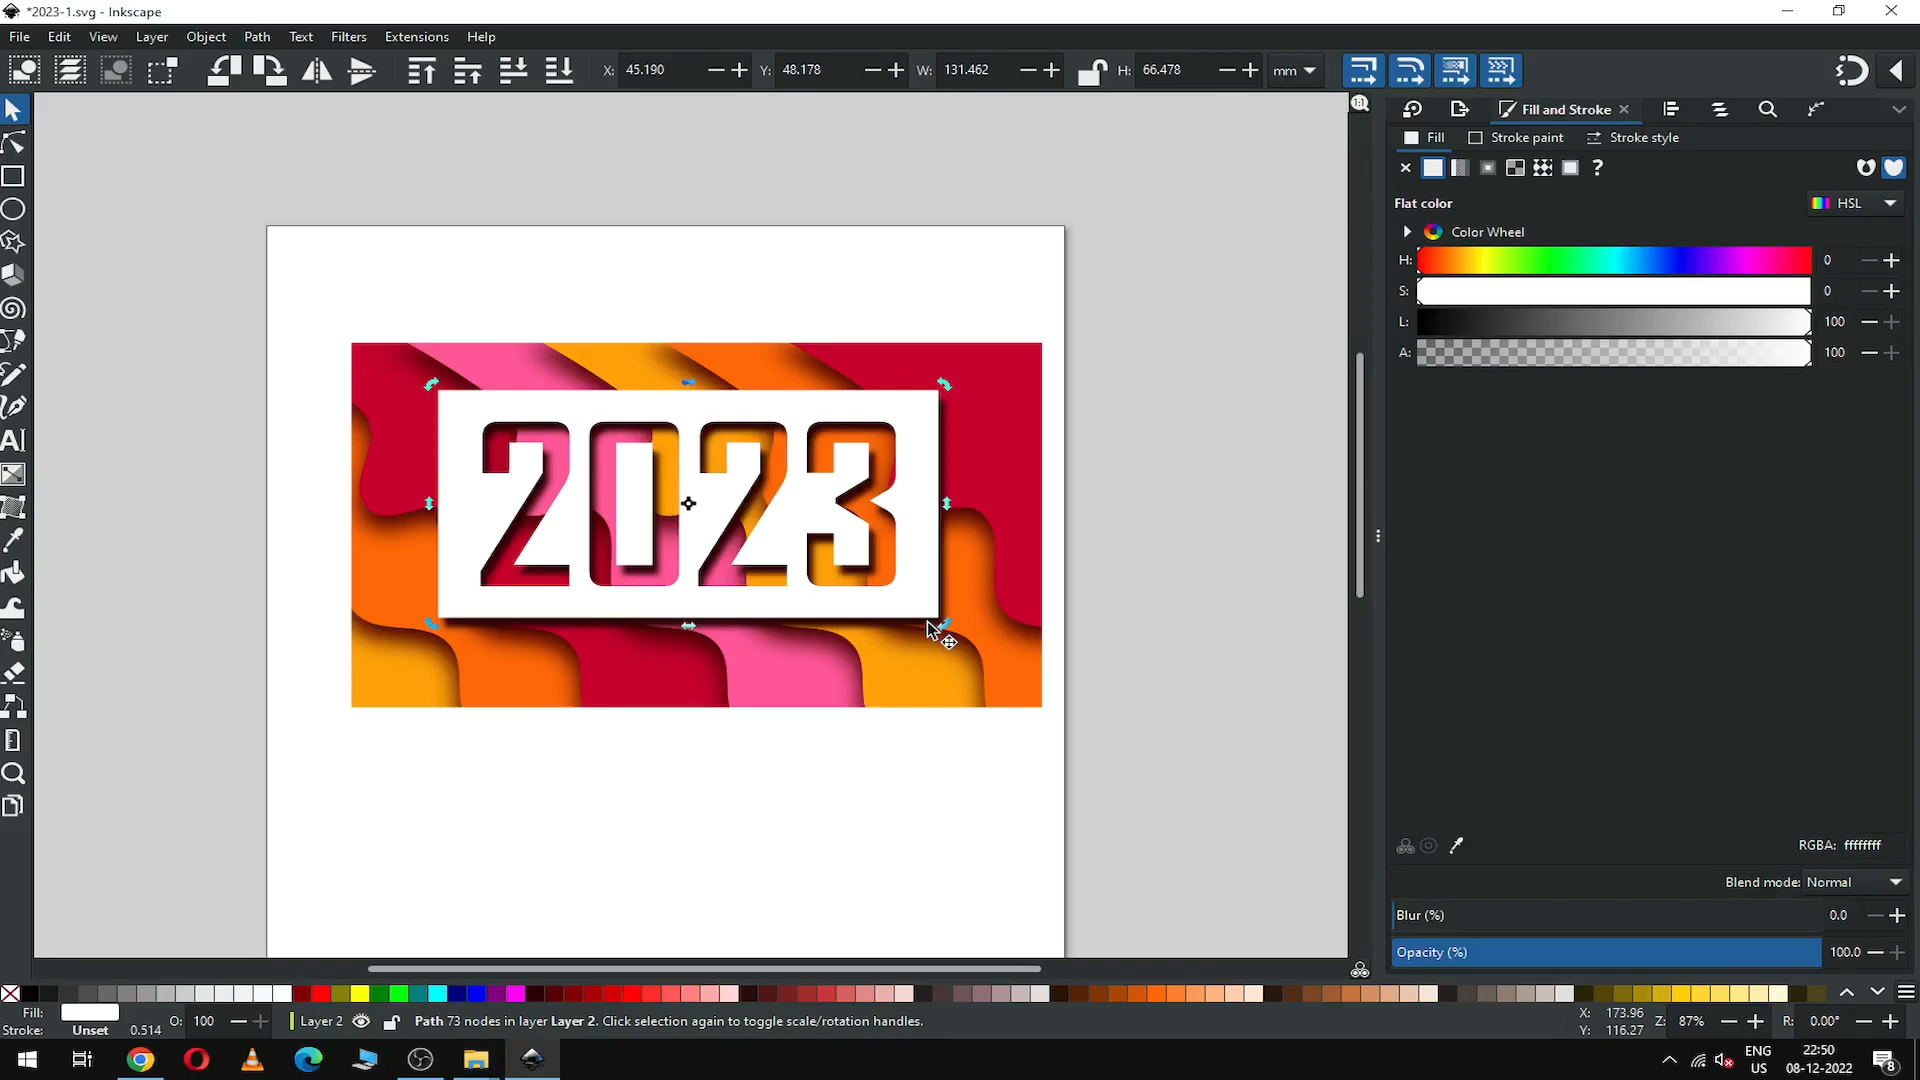 *2023-1.svg - Inkscape
File Edit View Layer Object Path Text Filters Extensions Help
X: 45.190 Y: 48.178 W: 131.462 H: 66.478 mm
1:1
Fill and Stroke
Fill Stroke paint Stroke style
?
Flat color HSL
Color Wheel
H: 0
S: 0
L: 100
A: 100
2023
RGBA: ffffffff
Blend mode: Normal
Blur (%) 0.0
Opacity (%) 100.0
Fill:
Stroke: Unset 0.514 O: 100 Layer 2 Path 73 nodes in layer Layer 2. Click selection again to toggle scale/rotation handles.
X: 173.96
Y: 116.27
Z: 87% R: 0.00°
ENG
US
22:50
08-12-2022
8